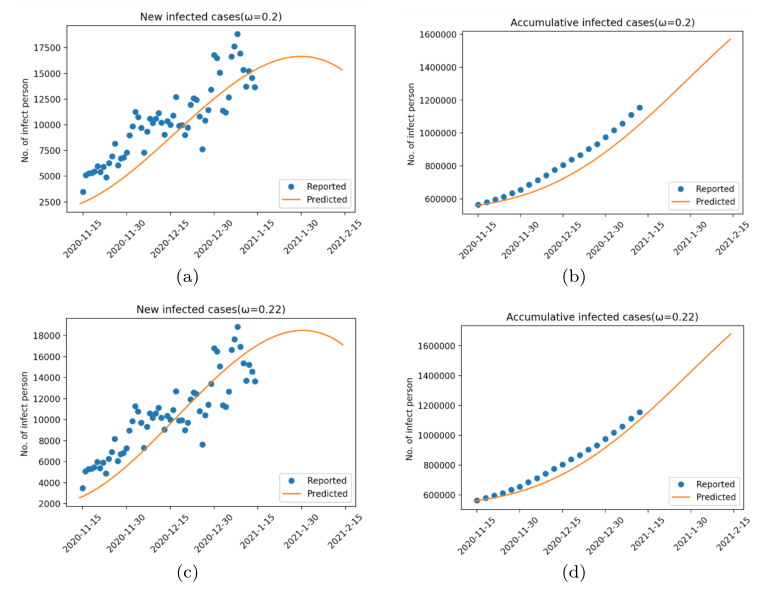 New infected cases(ω=0.2)
No. of infect person
17500
15000
12500
10000
7500
5000
2500
Reported
Predicted
2020-11-15
2020-11-30
2020-12-15
2020-12-30
2021-1-15
2021-1-30
2021-2-15
(a)
Accumulative infected cases(ω=0.2)
No. of infect person
1600000
1400000
1200000
1000000
800000
600000
Reported
Predicted
2020-11-15
2020-11-30
2020-12-15
2020-12-30
2021-1-15
2021-1-30
2021-2-15
(b)
New infected cases(ω=0.22)
No. of infect person
18000
16000
14000
12000
10000
8000
6000
4000
2000
Reported
Predicted
2020-11-15
2020-11-30
2020-12-15
2020-12-30
2021-1-15
2021-1-30
2021-2-15
(c)
Accumulative infected cases(ω=0.22)
No. of infect person
1600000
1400000
1200000
1000000
800000
600000
Reported
Predicted
2020-11-15
2020-11-30
2020-12-15
2020-12-30
2021-1-15
2021-1-30
2021-2-15
(d)